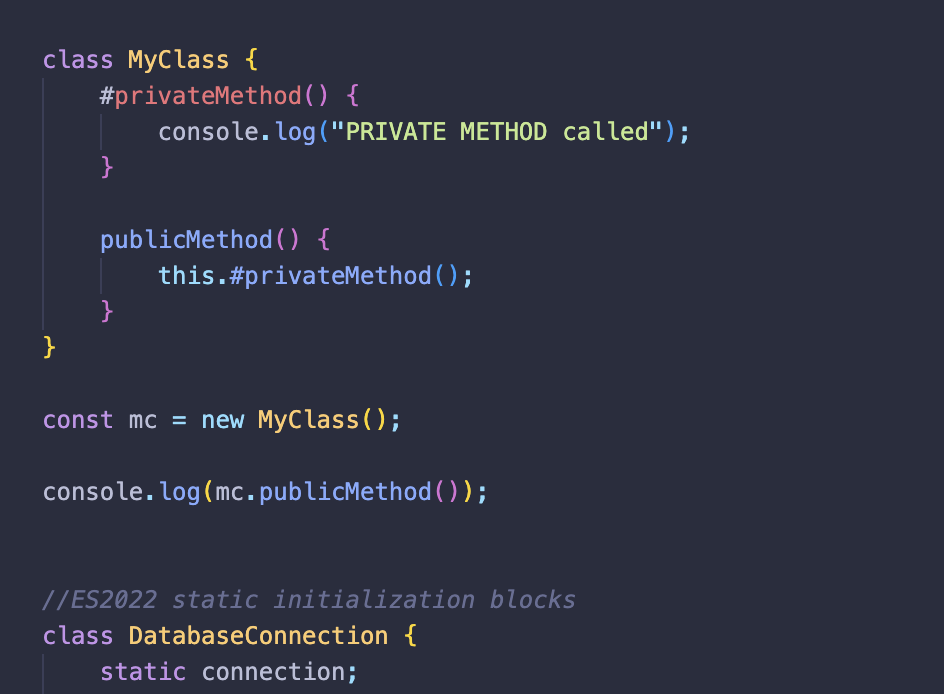 class MyClass {
    #privateMethod() {
        console.log("PRIVATE METHOD called");
    }
    publicMethod() {
        this.#privateMethod();
    }
}
const mc = new MyClass();
console.log(mc.publicMethod());
//ES2022 static initialization blocks
class DatabaseConnection {
    static connection;